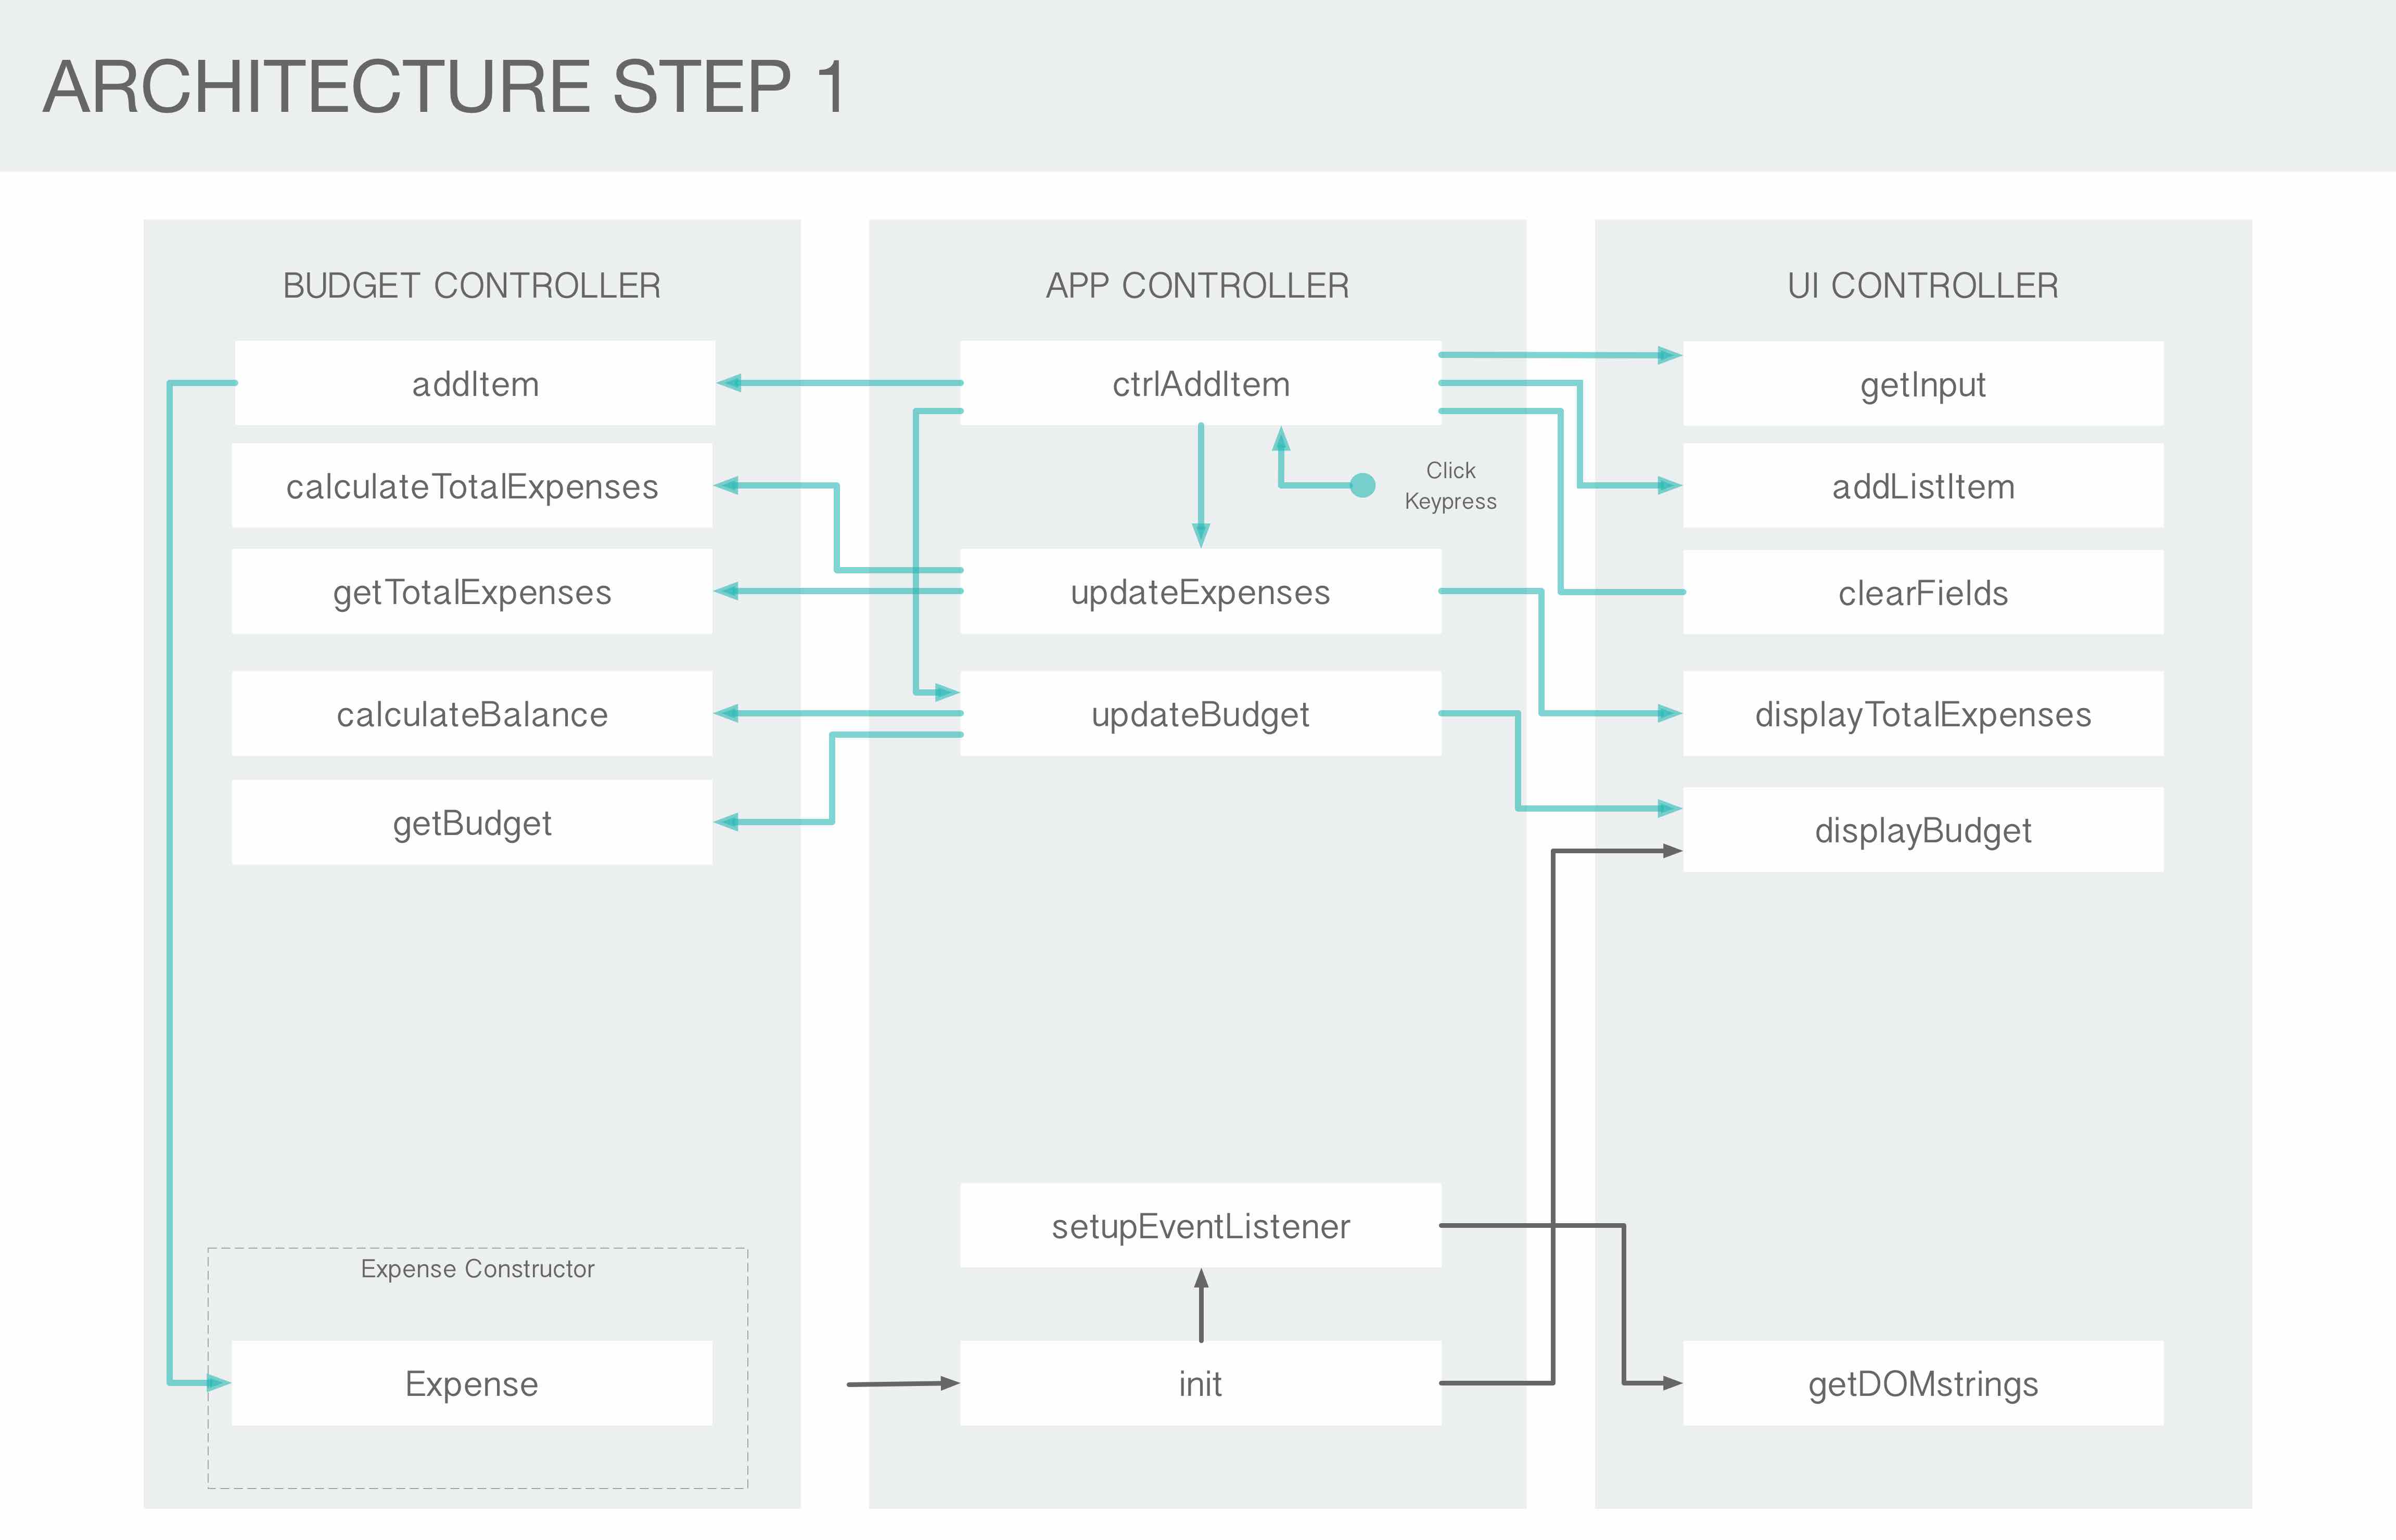 ARCHITECTURE STEP 1
BUDGET CONTROLLER
addItem
calculateTotalExpenses
getTotalExpenses
calculateBalance
getBudget
Expense Constructor
Expense
APP CONTROLLER
ctrlAddItem
Click
Keypress
updateExpenses
updateBudget
setupEventListener
init
UI CONTROLLER
getInput
addListItem
clearFields
displayTotalExpenses
displayBudget
getDOMstrings